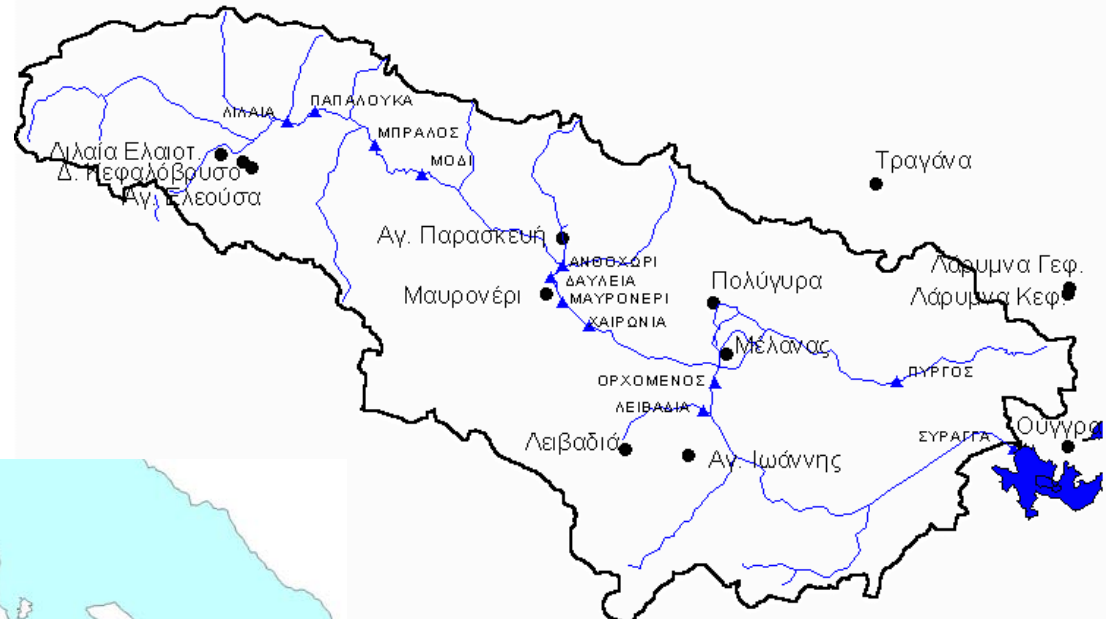 ΠΑΠΑΛΟΥΚΑ
ΛΙΛΑΙΑ
ΜΠΡΑΛΟΣ
Λιλαία Ελαιοτ.
Δ. Κεφαλόβρυσο
ΜΟΔΙ
Τραγάνα
Αγ. Ελεούσα
Αγ. Παρασκευή
ΑΝΘΟΧΩΡΙ
Λάρυμνα Γεφ.
ΔΑΥΛΕΙΑ
Πολύγυρα
Μαυρονέρι
ΜΑΥΡΟΝΕΡΙ
Λάρυμνα Κεφ.
ΧΑΙΡΩΝΙΑ
Μέλανας
ΠΥΡΓΟΣ
ΟΡΧΟΜΕΝΟΣ
ΛΕΙΒΑΔΙΑ
Ούγγρα
ΣΥΡΑΓΓΑ
Λειβαδιά
Αγ. Ιωάννης